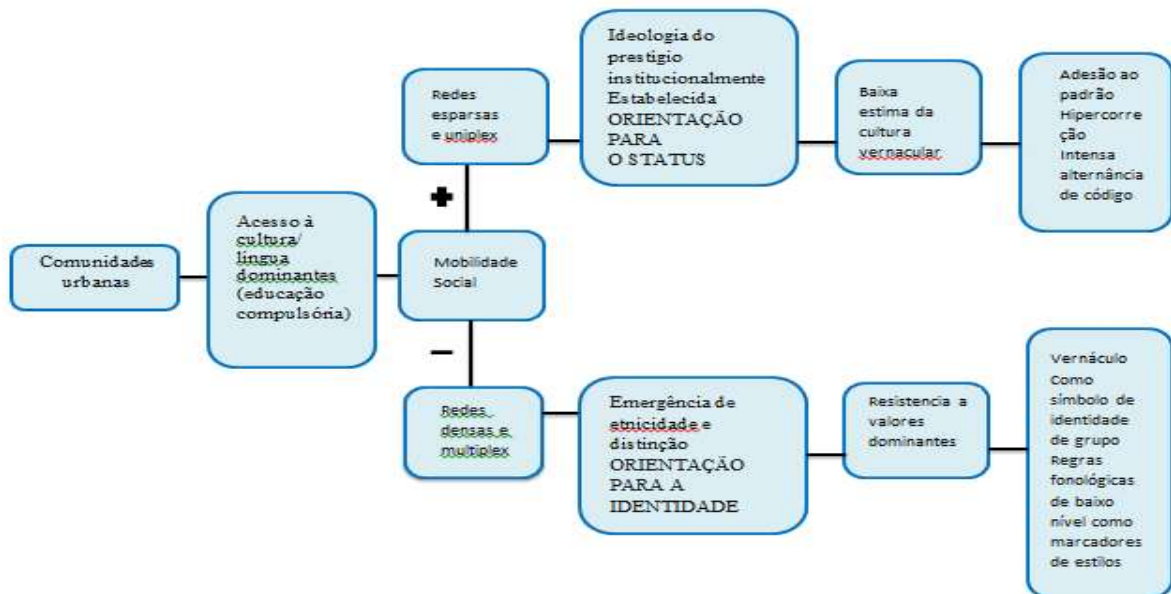 Comunidades
urbanas
Acesso à
cultura/
língua
dominantes
(educação
compulsória)
Mobilidade
Social
+
Redes
esparsas
e uniplex
Ideologia do
prestigio
institucionalmente
Estabelecida
ORIENTAÇÃO
PARA
O STATUS
Baixa
estima da
cultura
vernacular
Adesão ao
padrão
Hipercorre
ção
Intensa
alternância
de código
–
Redes
densas e
multiplex
Emergência de
etnicidade e
distinção
ORIENTAÇÃO
PARA A
IDENTIDADE
Resistencia a
valores
dominantes
Vernáculo
Como
símbolo de
identidade
de grupo
Regras
fonológicas
de baixo
nível como
marcadores
de estilos